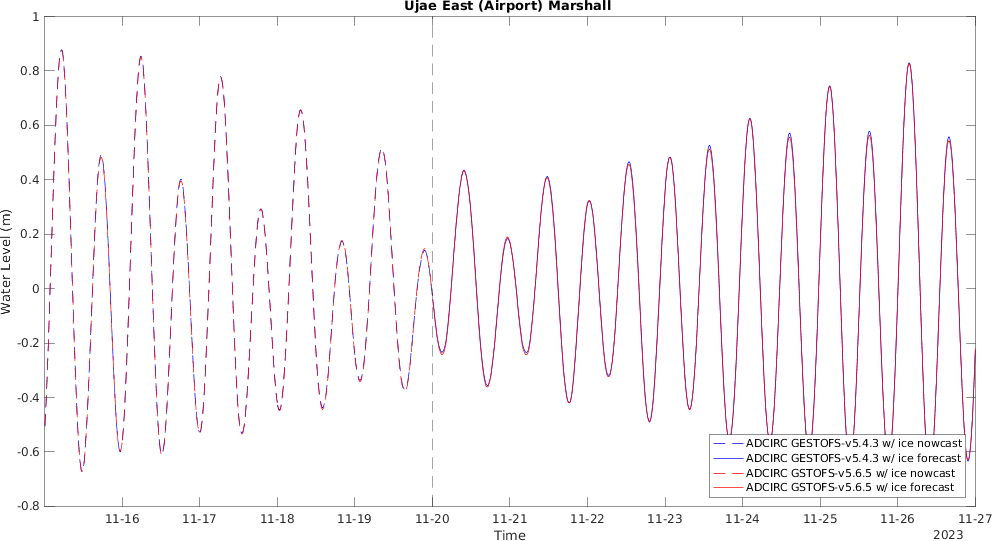 Ujae East (Airport) Marshall
1
0.8
0.6
0.4
0.2
0
-0.2
-0.4
-0.6
-0.8
Water Level (m)
ADCIRC GESTOFS-v5.4.3 w/ ice nowcast
ADCIRC GESTOFS-v5.4.3 w/ ice forecast
ADCIRC GSTOFS-v5.6.5 w/ ice nowcast
ADCIRC GSTOFS-v5.6.5 w/ ice forecast
11-16 11-17 11-18 11-19 11-20 11-21 11-22 11-23 11-24 11-25 11-26 11-27
Time
2023